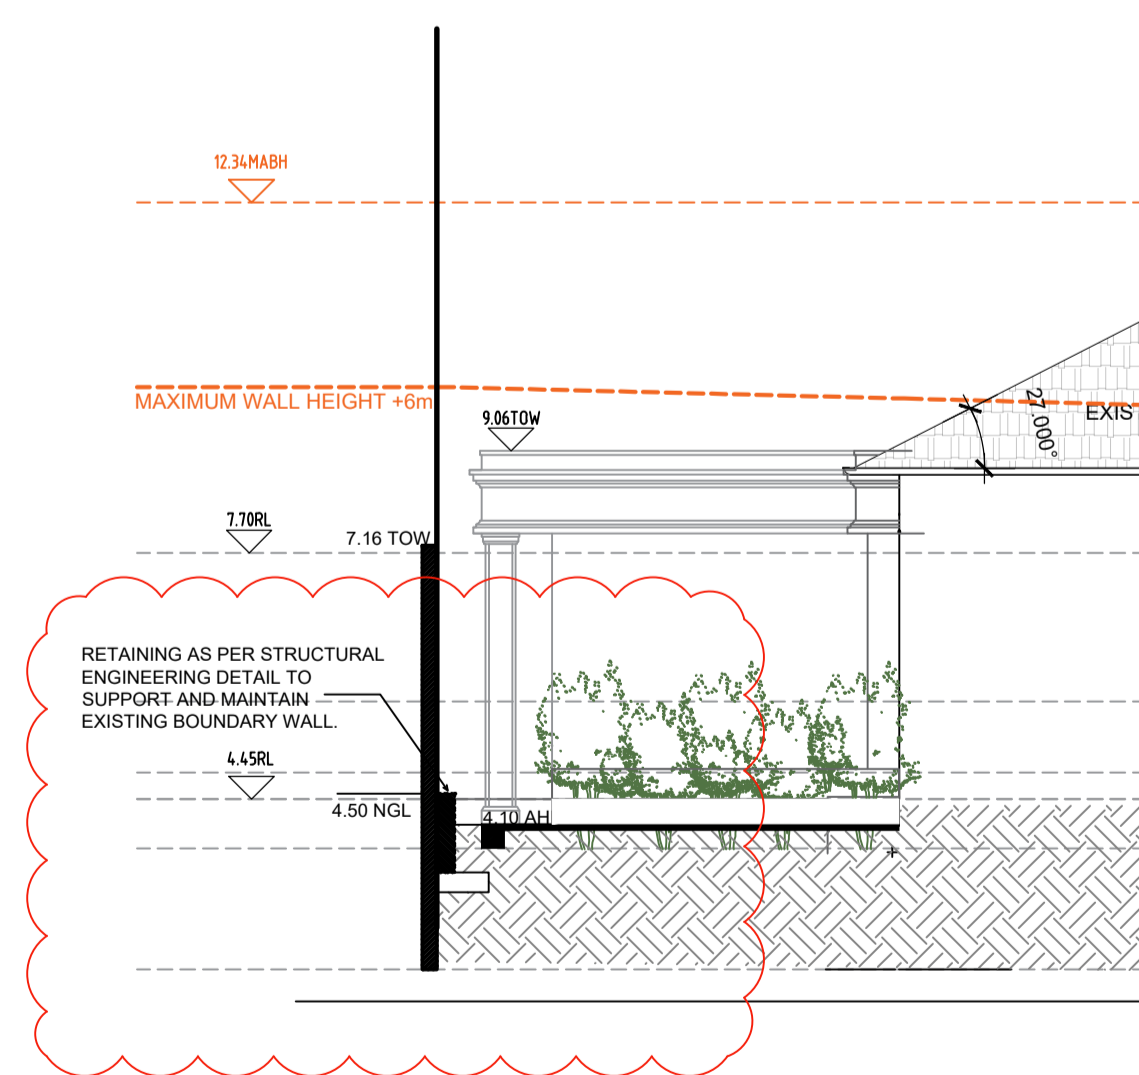 12.34MABH
MAXIMUM WALL HEIGHT +6m
9.06TOW
27.000°
EXIS
7.70RL
7.16 TOW
RETAINING AS PER STRUCTURAL
ENGINEERING DETAIL TO
SUPPORT AND MAINTAIN
EXISTING BOUNDARY WALL.
4.45RL
4.50 NGL
4.10 AH